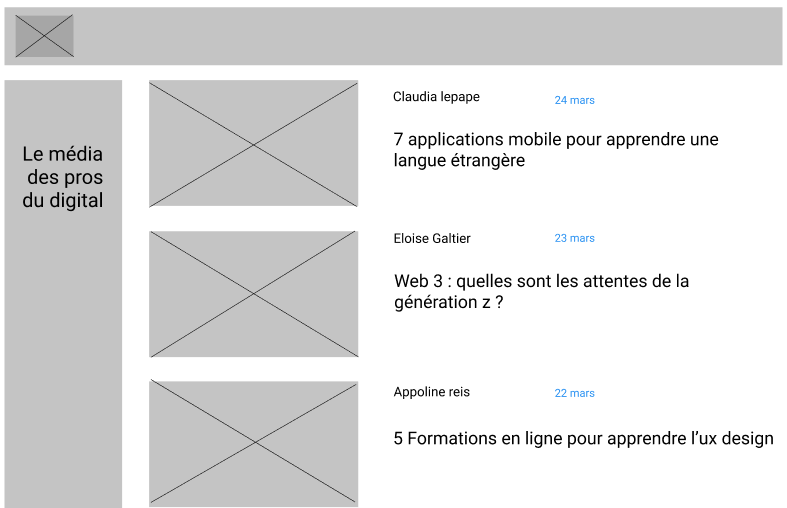 Le média
des pros
du digital
Claudia lepape
24 mars
7 applications mobile pour apprendre une
langue étrangère
Eloise Galtier
23 mars
Web 3 : quelles sont les attentes de la
génération z ?
Appoline reis
22 mars
5 Formations en ligne pour apprendre l’ux design